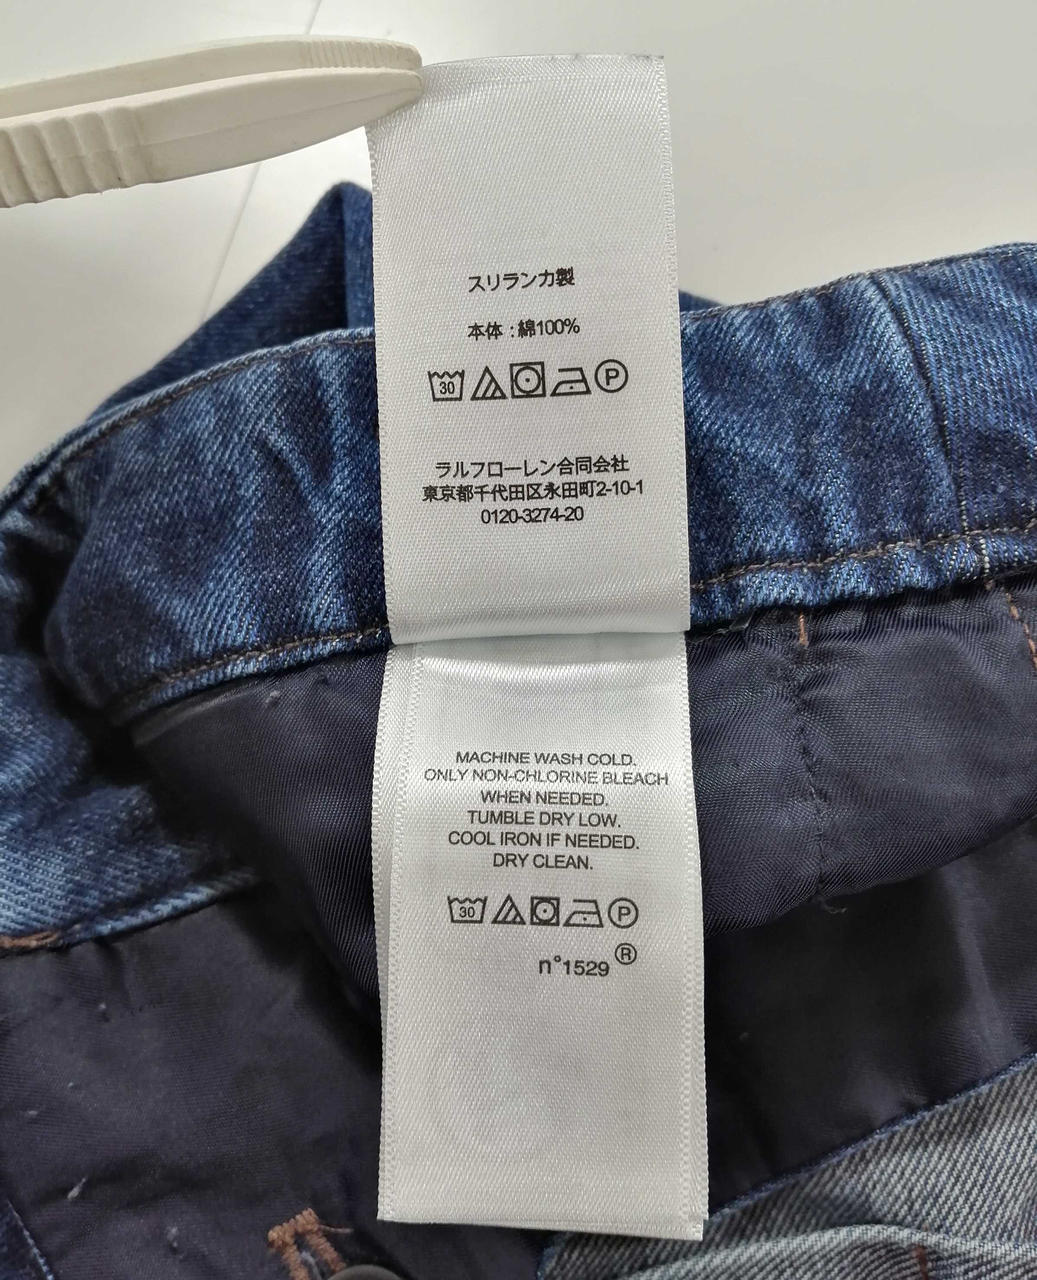 スリランカ製
本体 : 綿100%
30 P
ラルフローレン合同会社
東京都千代田区永田町2-10-1
0120-3274-20
MACHINE WASH COLD.
ONLY NON-CHLORINE BLEACH
WHEN NEEDED.
TUMBLE DRY LOW.
COOL IRON IF NEEDED.
DRY CLEAN.
30 P
n°1529 ®